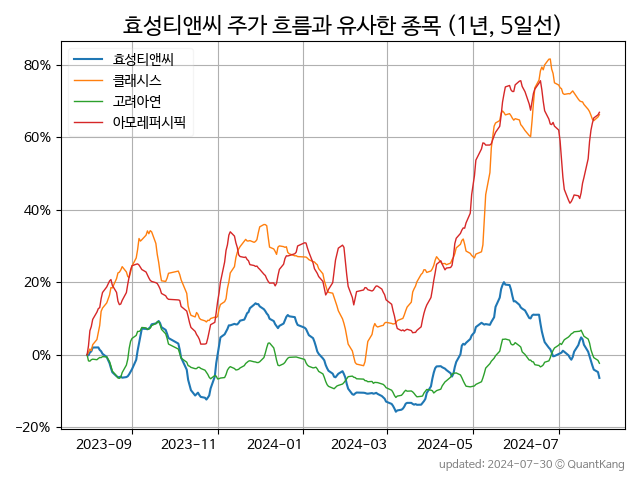 효성티앤씨 주가 흐름과 유사한 종목 (1년, 5일선)
효성티앤씨
클래시스
고려아연
아모레퍼시픽
80%
60%
40%
20%
0%
−20%
2023-09 2023-11 2024-01 2024-03 2024-05 2024-07
updated: 2024-07-30 © QuantKang